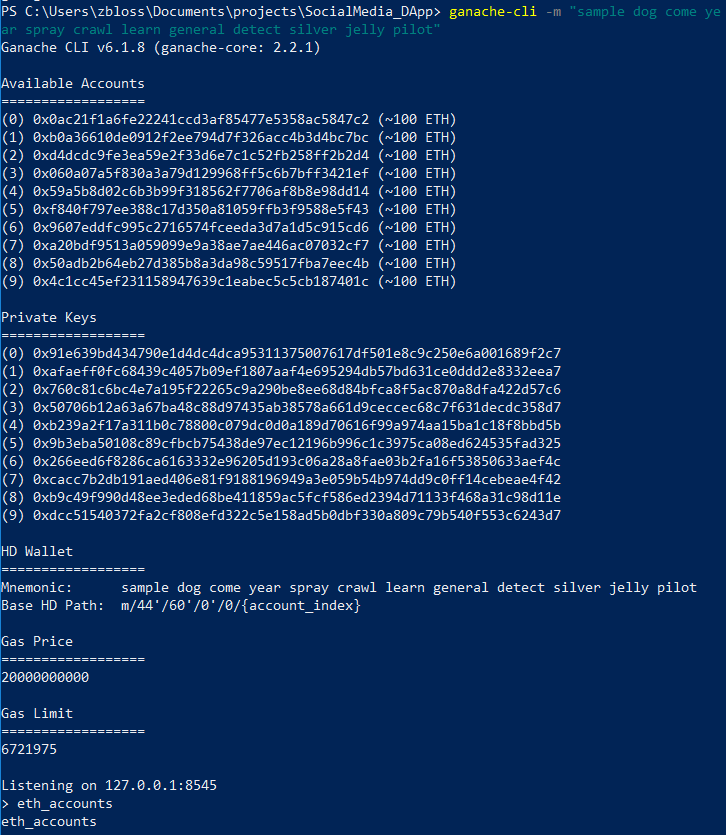 PS C:\Users\zbloss\Documents\projects\SocialMedia_DApp> ganache-cli -m "sample dog come ye
ar spray crawl learn general detect silver jelly pilot"
Ganache CLI v6.1.8 (ganache-core: 2.2.1)
Available Accounts
==================
(0) 0x0ac21f1a6fe22241ccd3af85477e5358ac5847c2 (~100 ETH)
(1) 0xb0a36610de0912f2ee794d7f326acc4b3d4bc7bc (~100 ETH)
(2) 0xd4dcdc9fe3ea59e2f33d6e7c1c52fb258ff2b2d4 (~100 ETH)
(3) 0x060a07a5f830a3a79d129968ff5c6b7bff3421ef (~100 ETH)
(4) 0x59a5b8d02c6b3b99f318562f7706af8b8e98dd14 (~100 ETH)
(5) 0xf840f797ee388c17d350a81059ffb3f9588e5f43 (~100 ETH)
(6) 0x9607eddfc995c2716574fceeda3d7a1d5c915cd6 (~100 ETH)
(7) 0xa20bdf9513a059099e9a38ae7ae446ac07032cf7 (~100 ETH)
(8) 0x50adb2b64eb27d385b8a3da98c59517fba7eec4b (~100 ETH)
(9) 0x4c1cc45ef231158947639c1eabec5c5cb187401c (~100 ETH)
Private Keys
==================
(0) 0x91e639bd434790e1d4dc4dca95311375007617df501e8c9c250e6a001689f2c7
(1) 0xafaeff0fc68439c4057b09ef1807aaf4e695294db57bd631ce0ddd2e8332eea7
(2) 0x760c81c6bc4e7a195f22265c9a290be8ee68d84bfca8f5ac870a8dfa422d57c6
(3) 0x50706b12a63a67ba48c88d97435ab38578a661d9ceccec68c7f631decdc358d7
(4) 0xb239a2f17a311b0c78800c079dc0d0a189d70616f99a974aa15ba1c18f8bbd5b
(5) 0x9b3eba50108c89cfbcb75438de97ec12196b996c1c3975ca08ed624535fad325
(6) 0x266eed6f8286ca6163332e96205d193c06a28a8fae03b2fa16f53850633aef4c
(7) 0xcacc7b2db191aed406e81f9188196949a3e059b54b974dd9c0ff14cebeae4f42
(8) 0xb9c49f990d48ee3eded68be411859ac5fcf586ed2394d71133f468a31c98d11e
(9) 0xdcc51540372fa2cf808efd322c5e158ad5b0dbf330a809c79b540f553c6243d7
HD Wallet
==================
Mnemonic:      sample dog come year spray crawl learn general detect silver jelly pilot
Base HD Path:  m/44'/60'/0'/0/{account_index}
Gas Price
==================
20000000000
Gas Limit
==================
6721975
Listening on 127.0.0.1:8545
> eth_accounts
eth_accounts